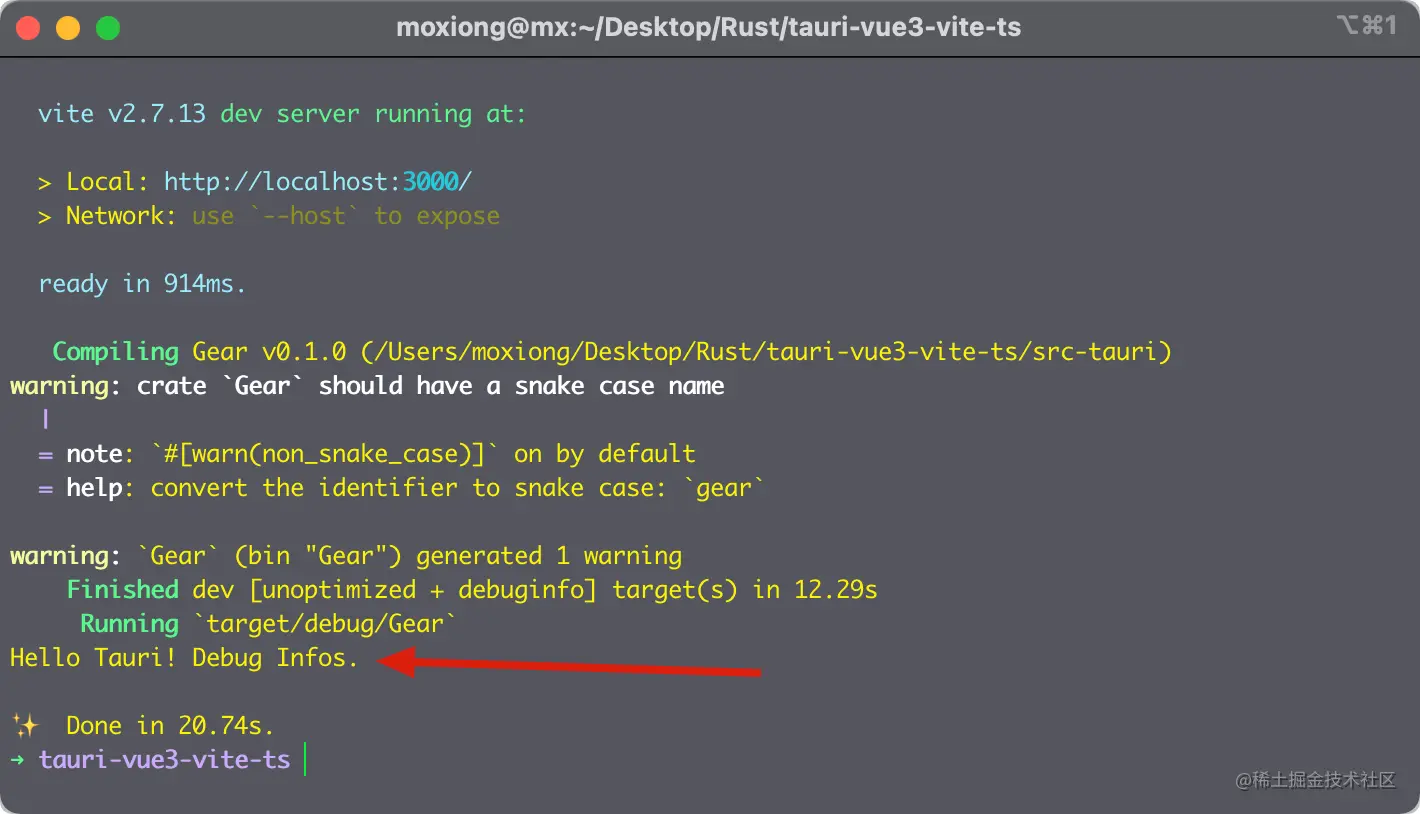 moxiong@mx:~/Desktop/Rust/tauri-vue3-vite-ts
⌥⌘1
vite v2.7.13 dev server running at:
> Local: http://localhost:3000/
> Network: use `--host` to expose
ready in 914ms.
Compiling Gear v0.1.0 (/Users/moxiong/Desktop/Rust/tauri-vue3-vite-ts/src-tauri)
warning: crate `Gear` should have a snake case name
|
= note: `#[warn(non_snake_case)]` on by default
= help: convert the identifier to snake case: `gear`
warning: `Gear` (bin "Gear") generated 1 warning
Finished dev [unoptimized + debuginfo] target(s) in 12.29s
Running `target/debug/Gear`
Hello Tauri! Debug Infos.
✨ Done in 20.74s.
→ tauri-vue3-vite-ts
@稀土掘金技术社区